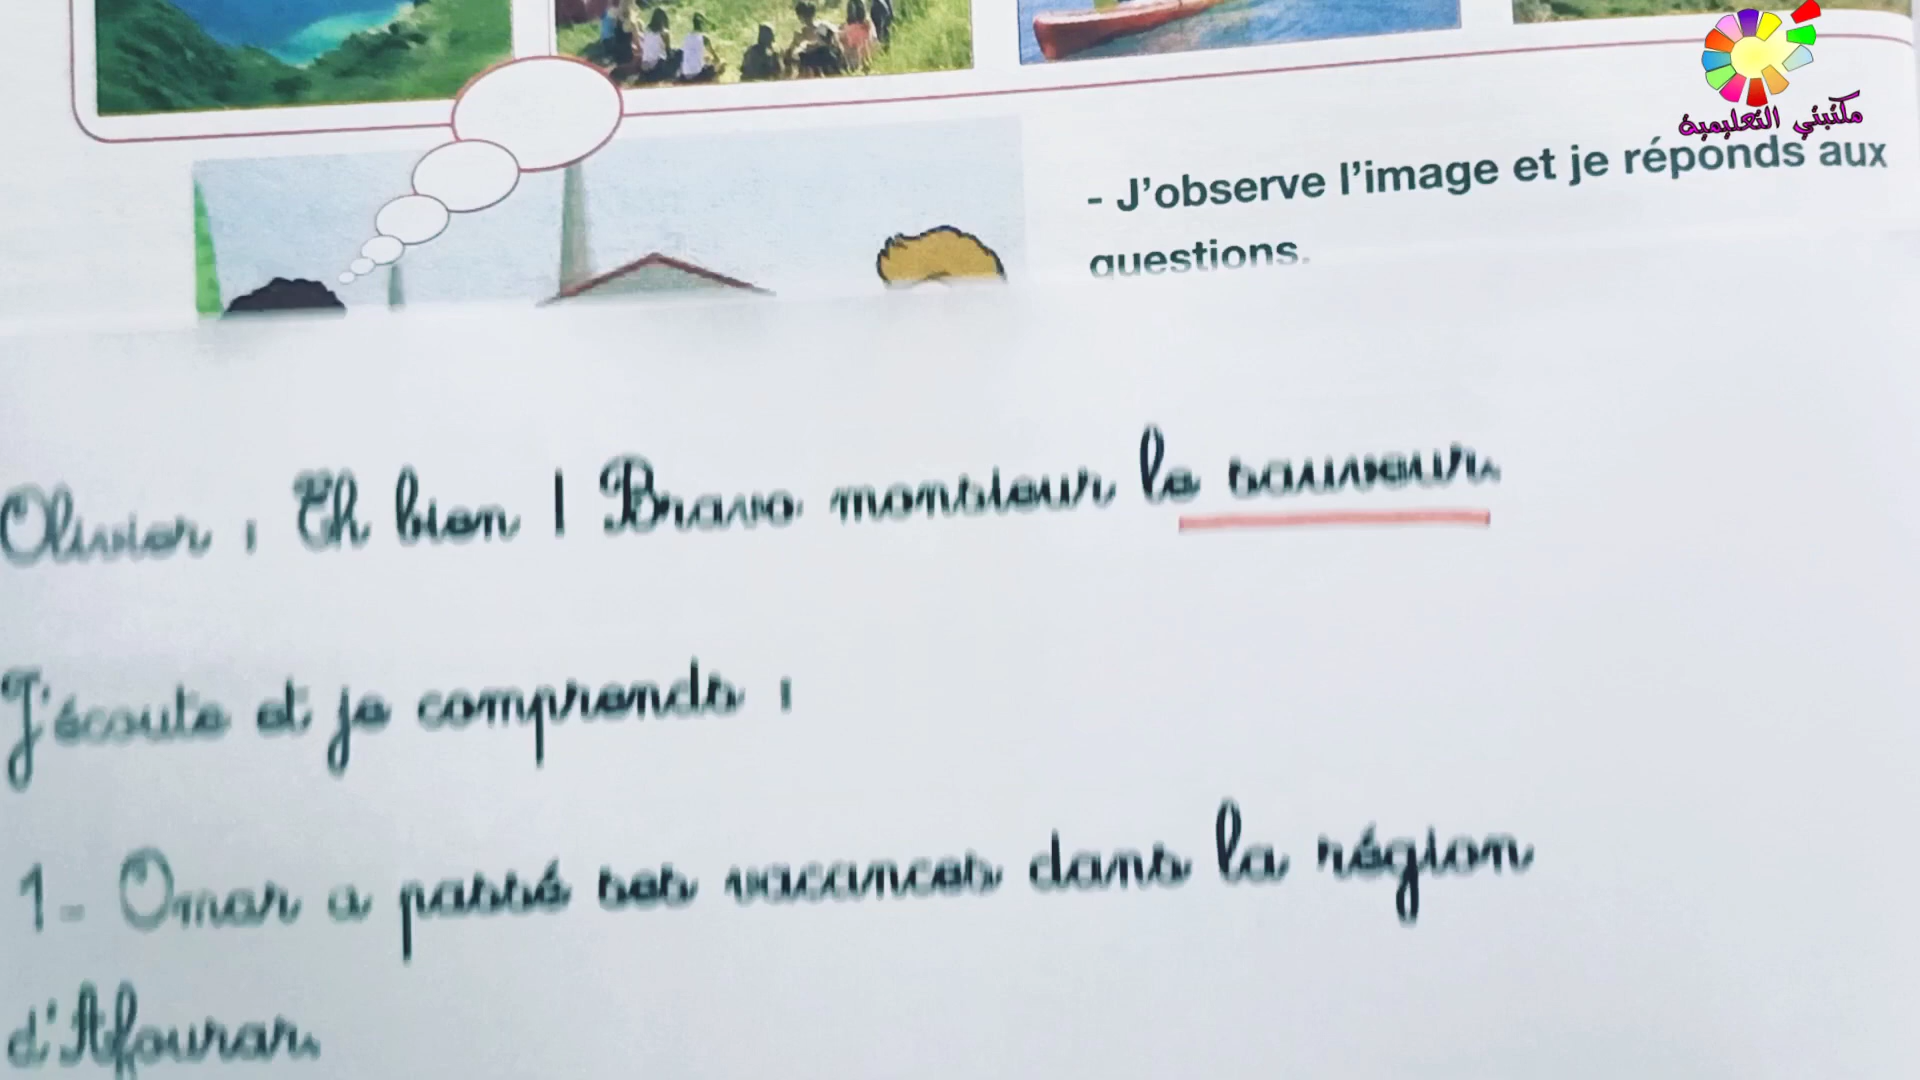 مكتبتي التعليمية
- J'observe l'image et je réponds aux
questions.
Olivier : Eh bien ! Bravo monsieur le sauveur.
J'écoute et je comprends :
1- Omar a passé ses vacances dans la région
d'Afourar.